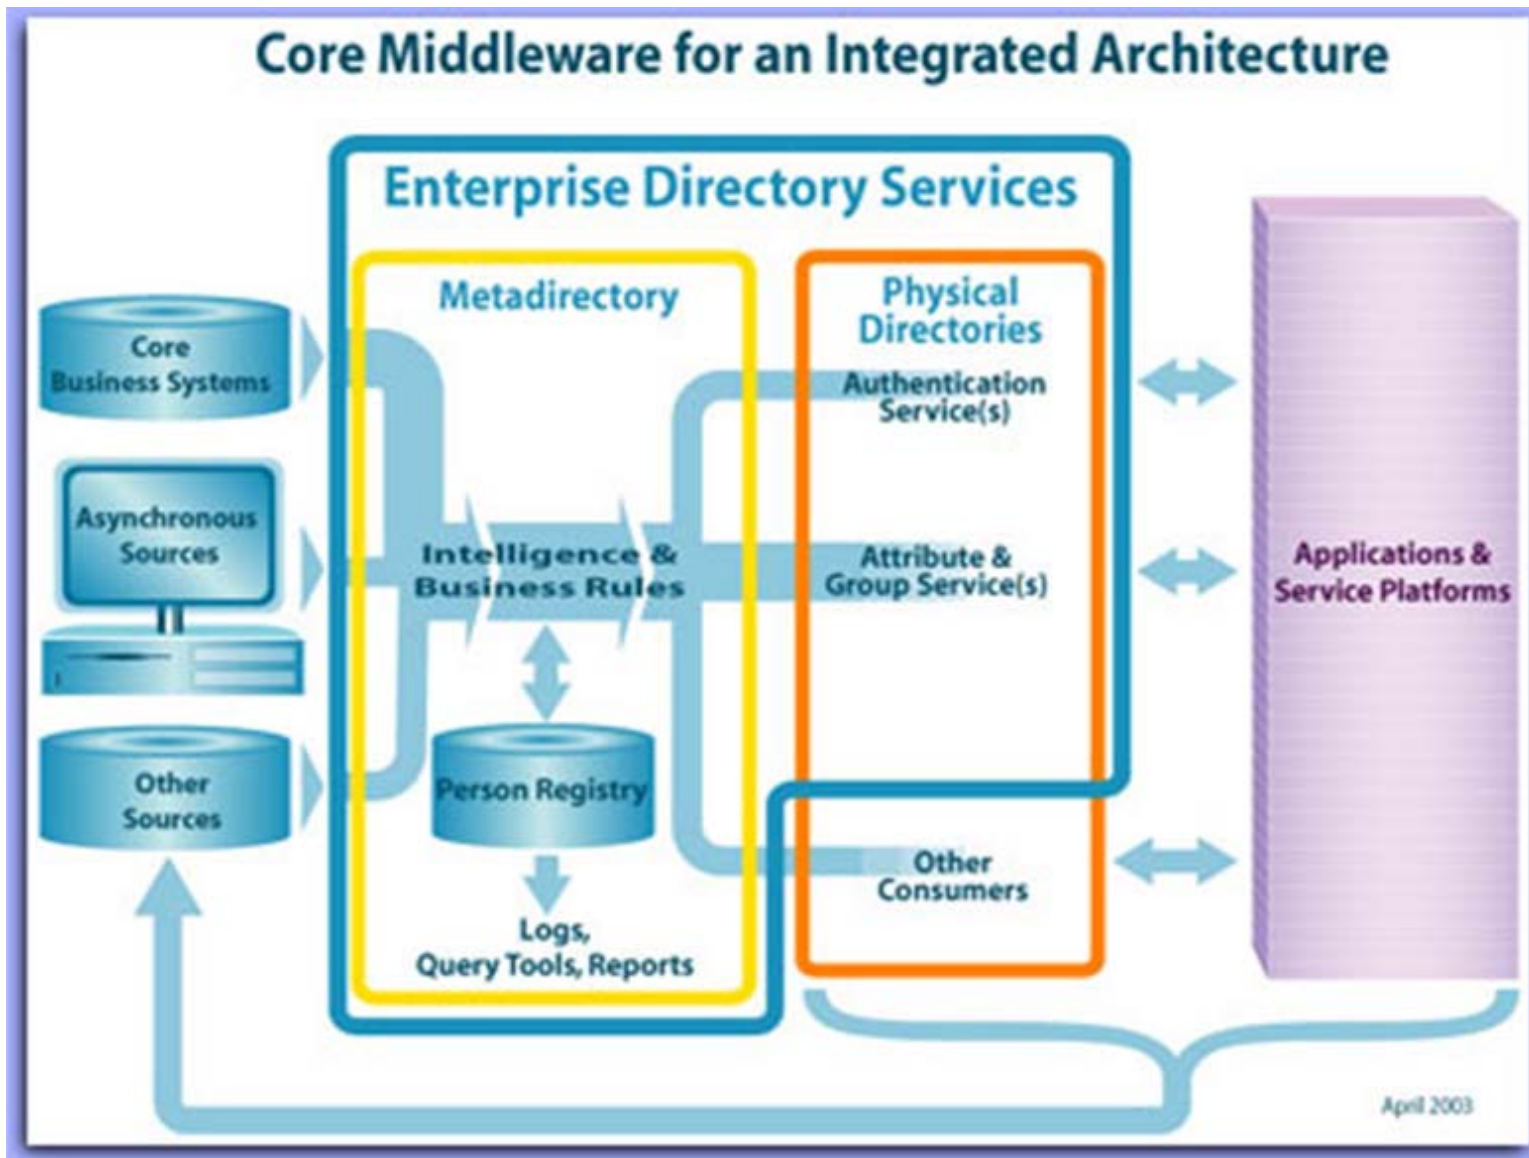 Core Middleware for an Integrated Architecture
Enterprise Directory Services
Metadirectory
Physical
Directories
Core
Business Systems
Authentication
Service(s)
Asynchronous
Sources
Intelligence &
Business Rules
Attribute &
Group Service(s)
Applications &
Service Platforms
Other
Sources
Person Registry
Other
Consumers
Logs,
Query Tools, Reports
April 2003